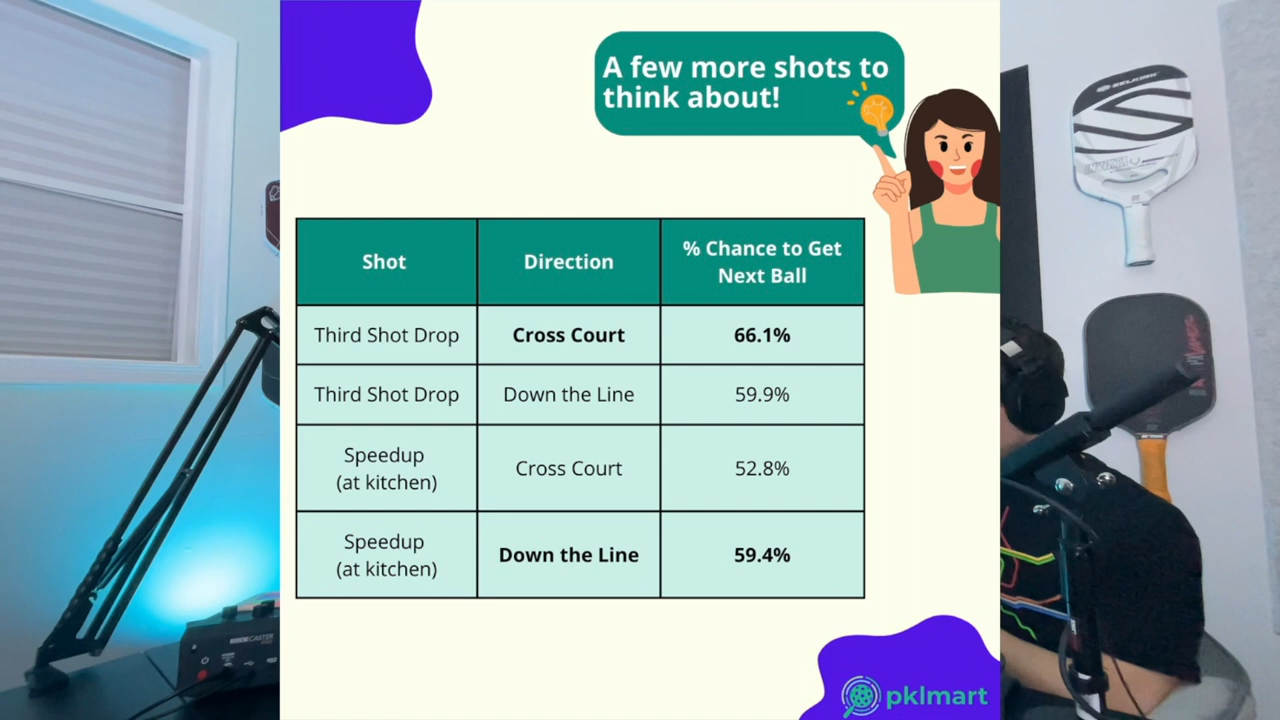 A few more shots to
think about!
Shot
Direction
% Chance to Get
Next Ball
Third Shot Drop
Cross Court
66.1%
Third Shot Drop
Down the Line
59.9%
Speedup
(at kitchen)
Cross Court
52.8%
Speedup
(at kitchen)
Down the Line
59.4%
pklmart
SELKIRK